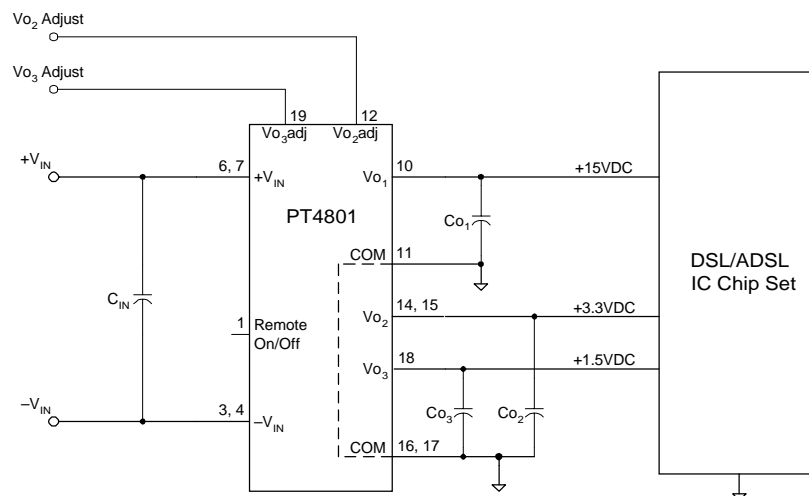 Vo2 Adjust
Vo3 Adjust
19
12
Vo3adj
Vo2adj
+VIN
6, 7
+VIN
Vo1
10
+15VDC
PT4801
Co1
COM
11
DSL/ADSL
IC Chip Set
CIN
1
Remote
On/Off
Vo2
14, 15
+3.3VDC
Vo3
18
+1.5VDC
Co3
Co2
–VIN
3, 4
–VIN
COM
16, 17